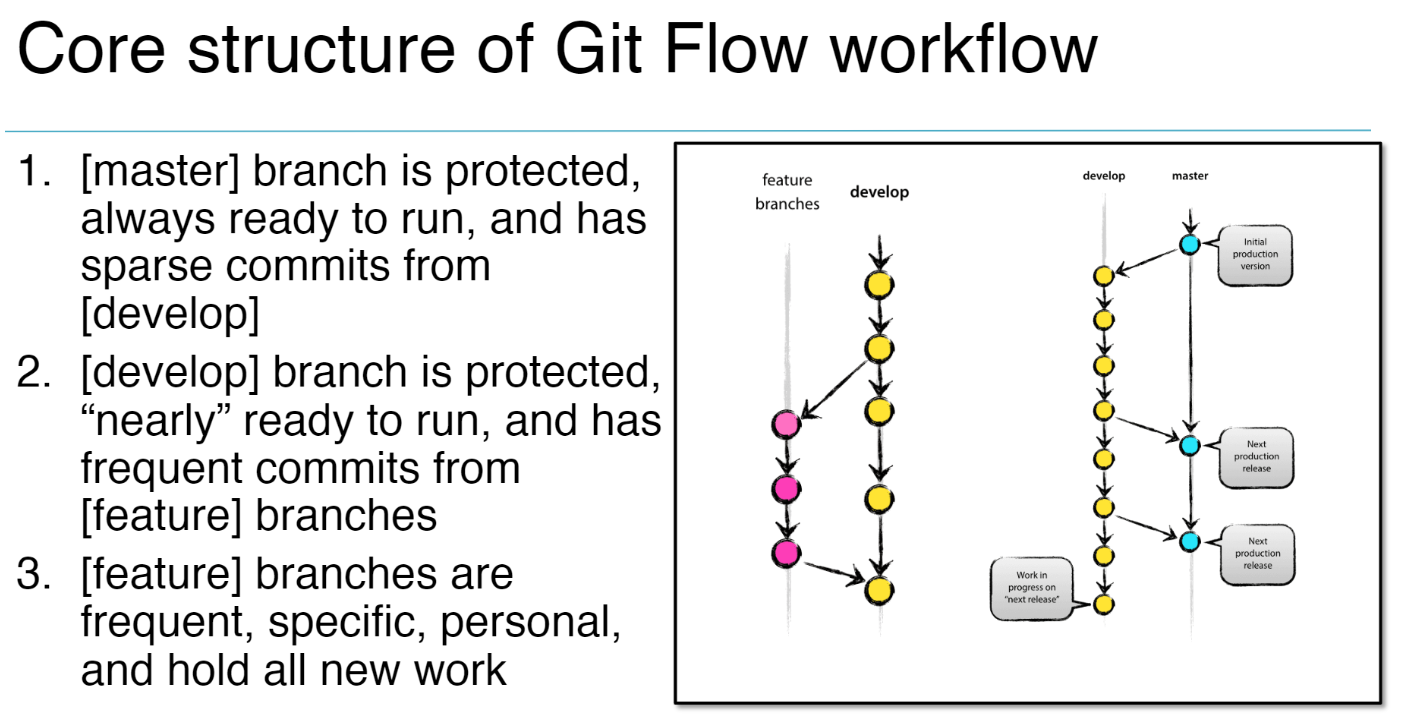 Core structure of Git Flow workflow
1. [master] branch is protected,
always ready to run, and has
sparse commits from
[develop]
2. [develop] branch is protected,
“nearly” ready to run, and has
frequent commits from
[feature] branches
3. [feature] branches are
frequent, specific, personal,
and hold all new work
feature
branches
develop
develop
master
Initial
production
version
Next
production
release
Next
production
release
Work in
progress on
“next release”